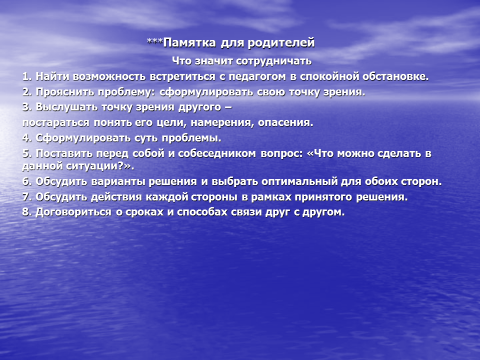 ***Памятка для родителей
Что значит сотрудничать
1. Найти возможность встретиться с педагогом в спокойной обстановке.
2. Прояснить проблему: сформулировать свою точку зрения.
3. Выслушать точку зрения другого –
постараться понять его цели, намерения, опасения.
4. Сформулировать суть проблемы.
5. Поставить перед собой и собеседником вопрос: «Что можно сделать в
данной ситуации?».
6. Обсудить варианты решения и выбрать оптимальный для обоих сторон.
7. Обсудить действия каждой стороны в рамках принятого решения.
8. Договориться о сроках и способах связи друг с другом.